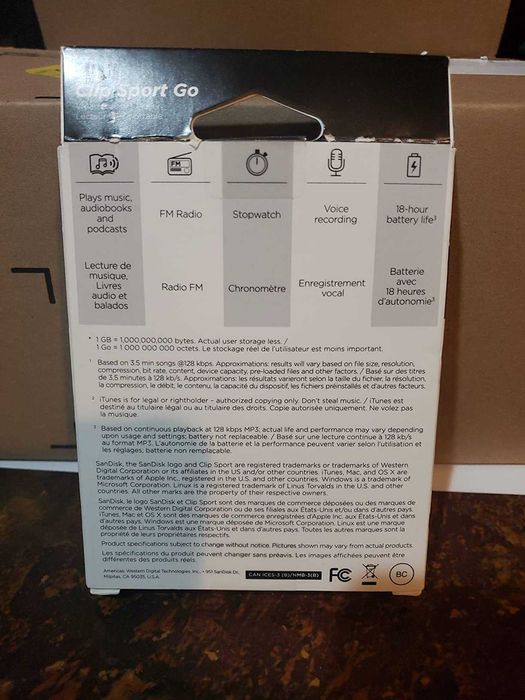 Clip Sport Go
Lecteur
FM
Plays music,
audiobooks
and
podcasts
FM Radio
Stopwatch
Voice
recording
18-hour
battery life³
Lecture de
musique,
Livres
audio et
balados
Radio FM
Chronomètre
Enregistrement
vocal
Batterie
avec
18 heures
d'autonomie³
* 1 GB = 1,000,000,000 bytes. Actual user storage less. /
1 Go = 1 000 000 000 octets. Le stockage réel de l'utilisateur est moins important.
¹ Based on 3.5 min songs @128 kbps. Approximations: results will vary based on file size, resolution,
compression, bit rate, content, device capacity, pre-loaded files and other factors. / Basé sur des titres
de 3.5 minutes à 128 kb/s. Approximations: les résultats varieront selon la taille du fichier, la résolution,
la compression, le débit, le contenu, la capacité du dispositif, les fichiers préinstallés et d'autres facteurs.
² iTunes is for legal or rightholder - authorized copying only. Don't steal music. / iTunes est
destiné au titulaire légal ou au titulaire des droits. Copie autorisée uniquement. Ne volez pas
la musique.
³ Based on continuous playback at 128 kbps MP3; actual life and performance may vary depending
upon usage and settings; battery not replaceable. / Basé sur une lecture continue à 128 kb/s
au format MP3. L'autonomie de la batterie et la performance peuvent varier selon l'utilisation et
les réglages; batterie non remplaçable.
SanDisk, the SanDisk logo and Clip Sport are registered trademarks or trademarks of Western
Digital Corporation or its affiliates in the US and/or other countries. iTunes, Mac, and OS X are
trademarks of Apple Inc., registered in the U.S. and other countries. Windows is a trademark of
Microsoft Corporation. Linux is a registered trademark of Linus Torvalds in the U.S. and other
countries. All other marks are the property of their respective owners.
SanDisk, le logo SanDisk et Clip Sport sont des marques de commerce déposées ou des marques de
commerce de Western Digital Corporation ou de ses filiales aux États-Unis et/ou dans d'autres pays.
iTunes, Mac et OS X sont des marques de commerce enregistrées d'Apple Inc. aux États-Unis et dans
d'autres pays. Windows est une marque déposée de Microsoft Corporation. Linux est une marque
déposée de Linus Torvalds aux États-Unis et dans d'autres pays. Toutes les autres marques sont la
propriété de leurs propriétaires respectifs.
Product specifications subject to change without notice. Pictures shown may vary from actual products.
Les spécifications du produit peuvent changer sans préavis. Les images affichées peuvent être
différentes des produits réels.
Americas: Western Digital Technologies, Inc. • 951 SanDisk Dr.
Milpitas, CA 95035, U.S.A.
CAN ICES-3 (B)/NMB-3(B)
FC
BC